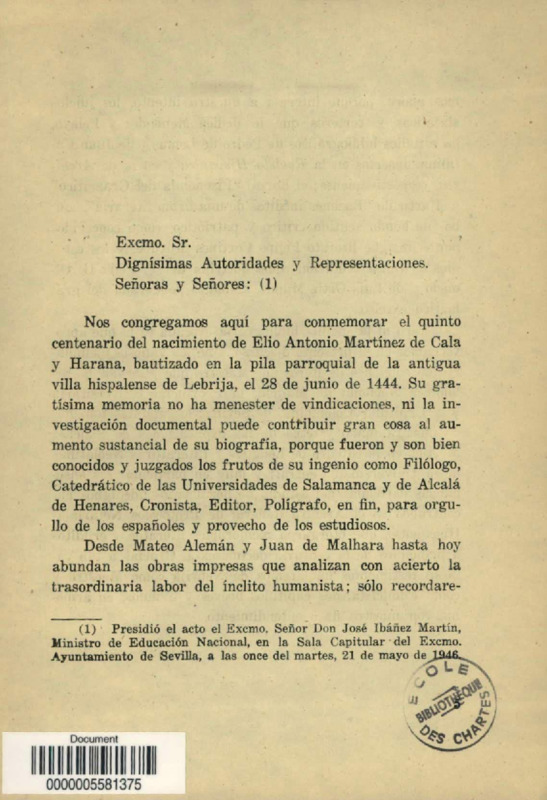 Excmo. Sr.
Dignísimas Autoridades y Representaciones.
Señoras y Señores: (1)
Nos congregamos aquí para conmemorar el quinto
centenario del nacimiento de Elio Antonio Martínez de Cala
y Harana, bautizado en la pila parroquial de la antigua
villa hispalense de Lebrija, el 28 de junio de 1444. Su gra-
tísima memoria no ha menester de vindicaciones, ni la in-
vestigación documental puede contribuir gran cosa al au-
mento sustancial de su biografía, porque fueron y son bien
conocidos y juzgados los frutos de su ingenio como Filólogo,
Catedrático de las Universidades de Salamanca y de Alcalá
de Henares, Cronista, Editor, Polígrafo, en fin, para orgu-
llo de los españoles y provecho de los estudiosos.
Desde Mateo Alemán y Juan de Malhara hasta hoy
abundan las obras impresas que analizan con acierto la
trasordinaria labor del ínclito humanista; sólo recordare-
(1) Presidió el acto el Excmo. Señor Don José Ibáñez Martín,
Ministro de Educación Nacional, en la Sala Capitular del Excmo.
Ayuntamiento de Sevilla, a las once del martes, 21 de mayo de 1946.
ECOLE
BIBLIOTHÈQUE
DES CHARTES
Document
0000005581375